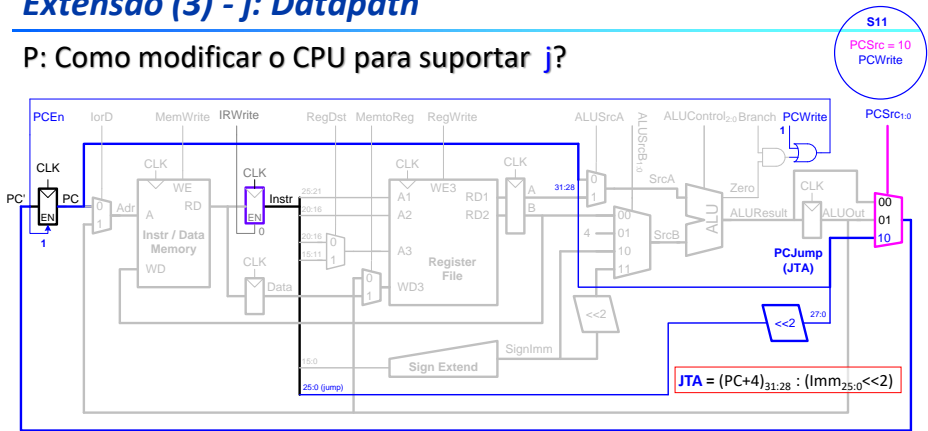 Extensão (3) - j: Datapath
S11
PCSrc = 10
PCWrite
P: Como modificar o CPU para suportar j?
PCEn IorD MemWrite IRWrite RegDst MemtoReg RegWrite ALUSrcA ALUSrcB1:0 ALUControl2:0 Branch PCWrite PCSrc1:0
1
CLK CLK CLK CLK CLK CLK
PC' PC EN 1
0 1 Adr
WE
A RD
Instr / Data
Memory
WD
EN 0 Instr
CLK
Data
25:21
20:16
20:16 0
15:11 1
0 1
WE3
A1 RD1
A2 RD2
A3
Register
File
WD3
A
B
31:28
0 1 SrcA
4
00
01
10
11
SrcB
ALU
Zero
ALUResult
ALUOut
00
01
10
PCJump
(JTA)
<<2
<<2 27:0
SignImm
15:0 Sign Extend
25:0 (jump)
JTA = (PC+4)31:28 : (Imm25:0<<2)